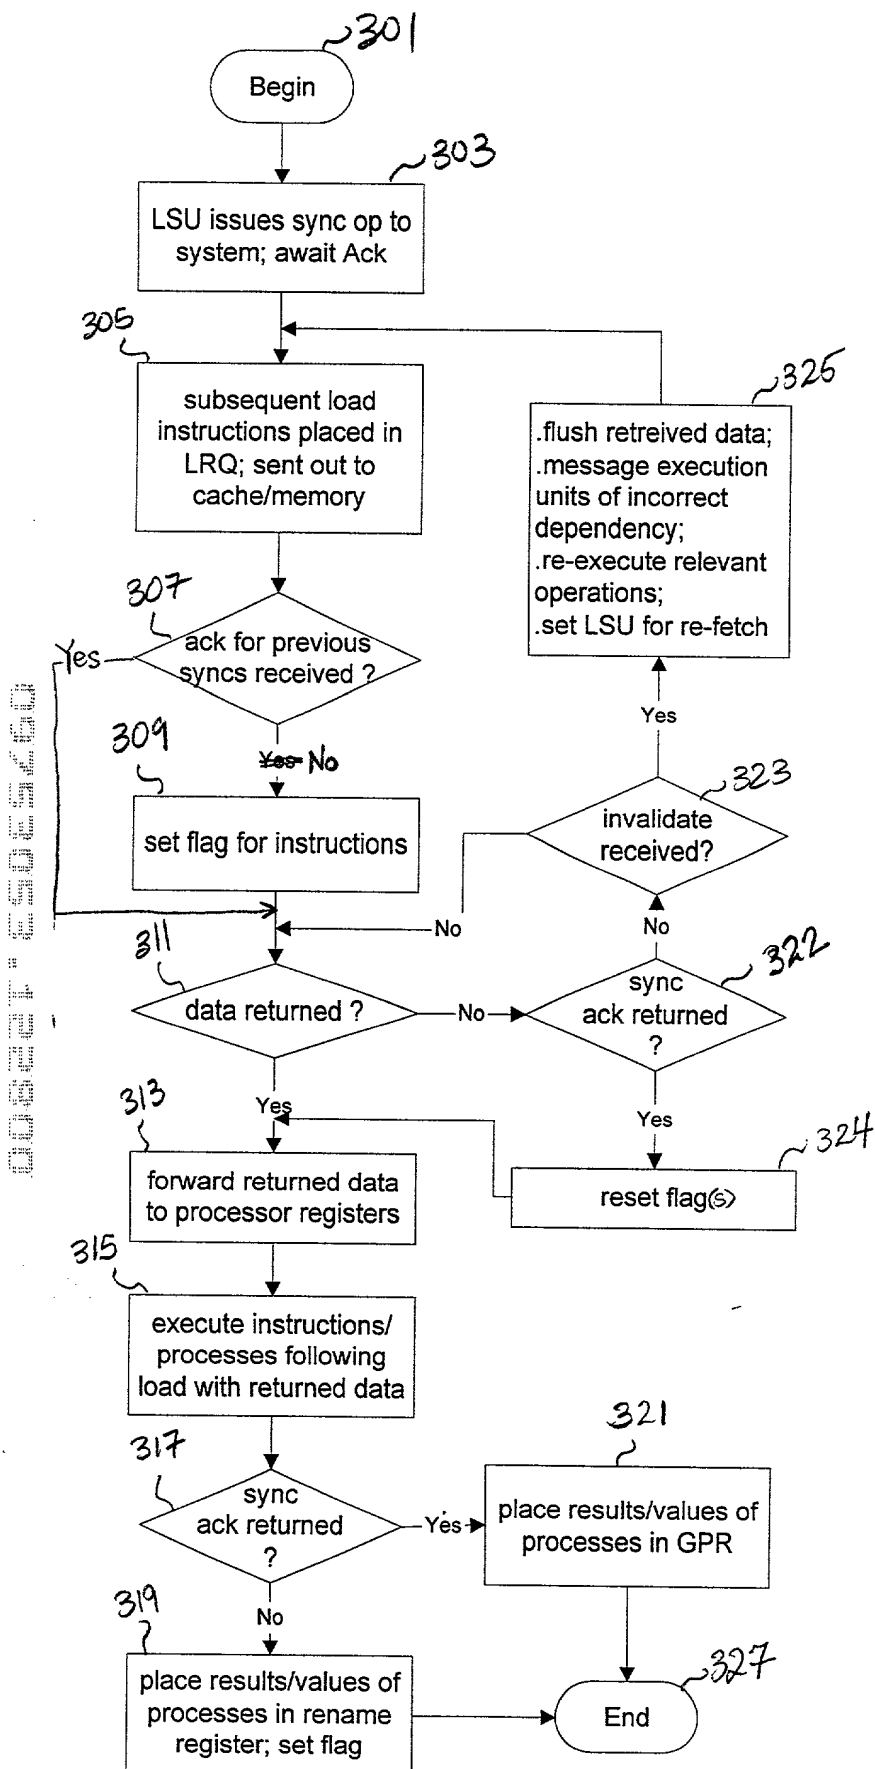 301
Begin
303
LSU issues sync op to
system; await Ack
305
subsequent load
instructions placed in
LRQ; sent out to
cache/memory
325
.flush retreived data;
.message execution
units of incorrect
dependency;
.re-execute relevant
operations;
.set LSU for re-fetch
307
ack for previous
syncs received ?
Yes
Yes No
309
set flag for instructions
Yes
323
invalidate
received?
No
No
311
data returned ?
No
322
sync
ack returned
?
Yes
Yes
313
forward returned data
to processor registers
324
reset flag(s)
315
execute instructions/
processes following
load with returned data
317
sync
ack returned
?
Yes
321
place results/values of
processes in GPR
No
319
place results/values of
processes in rename
register; set flag
327
End
09753053.122800